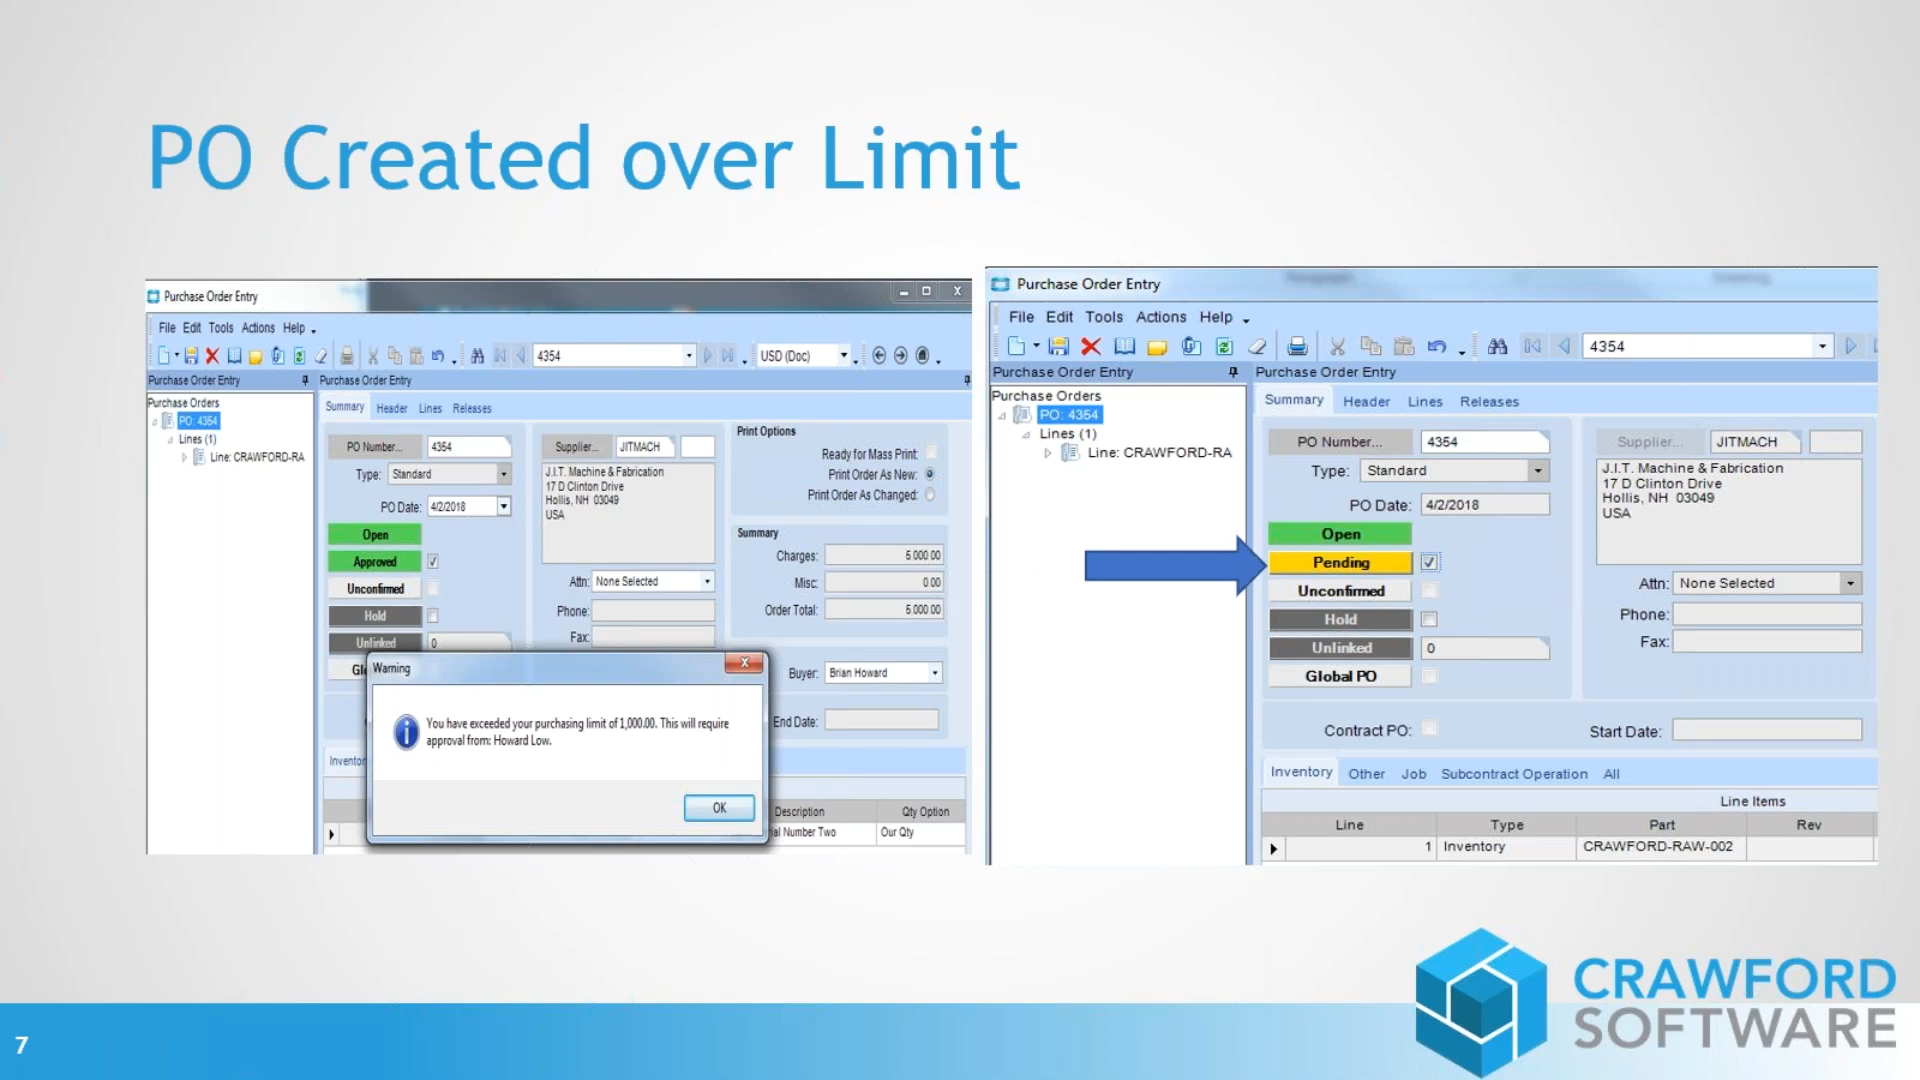 PO Created over Limit
Purchase Order Entry
File Edit Tools Actions Help
4354
USD (Doc)
Purchase Order Entry
Purchase Order Entry
Purchase Orders
PO: 4354
Lines (1)
Line: CRAWFORD-RA
Summary Header Lines Releases
PO Number... 4354
Type: Standard
PO Date: 4/2/2018
Open
Approved
Unconfirmed
Hold
Unlinked 0
Supplier... JITMACH
J.I.T. Machine & Fabrication
17 D Clinton Drive
Hollis, NH 03049
USA
Attn: None Selected
Phone:
Fax:
Print Options
Ready for Mass Print:
Print Order As New:
Print Order As Changed:
Summary
Charges: 5,000.00
Misc: 0.00
Order Total: 5,000.00
Buyer: Brian Howard
End Date:
Warning
You have exceeded your purchasing limit of 1,000.00. This will require
approval from: Howard Low.
OK
Description Qty Option
ial Number Two Our Qty
Purchase Order Entry
File Edit Tools Actions Help
4354
Purchase Order Entry
Purchase Order Entry
Purchase Orders
PO: 4354
Lines (1)
Line: CRAWFORD-RA
Summary Header Lines Releases
PO Number... 4354
Type: Standard
PO Date: 4/2/2018
Open
Pending
Unconfirmed
Hold
Unlinked 0
Global PO
Supplier... JITMACH
J.I.T. Machine & Fabrication
17 D Clinton Drive
Hollis, NH 03049
USA
Attn: None Selected
Phone:
Fax:
Contract PO:
Start Date:
Inventory Other Job Subcontract Operation All
Line Items
Line Type Part Rev
1 Inventory CRAWFORD-RAW-002
CRAWFORD
SOFTWARE
7